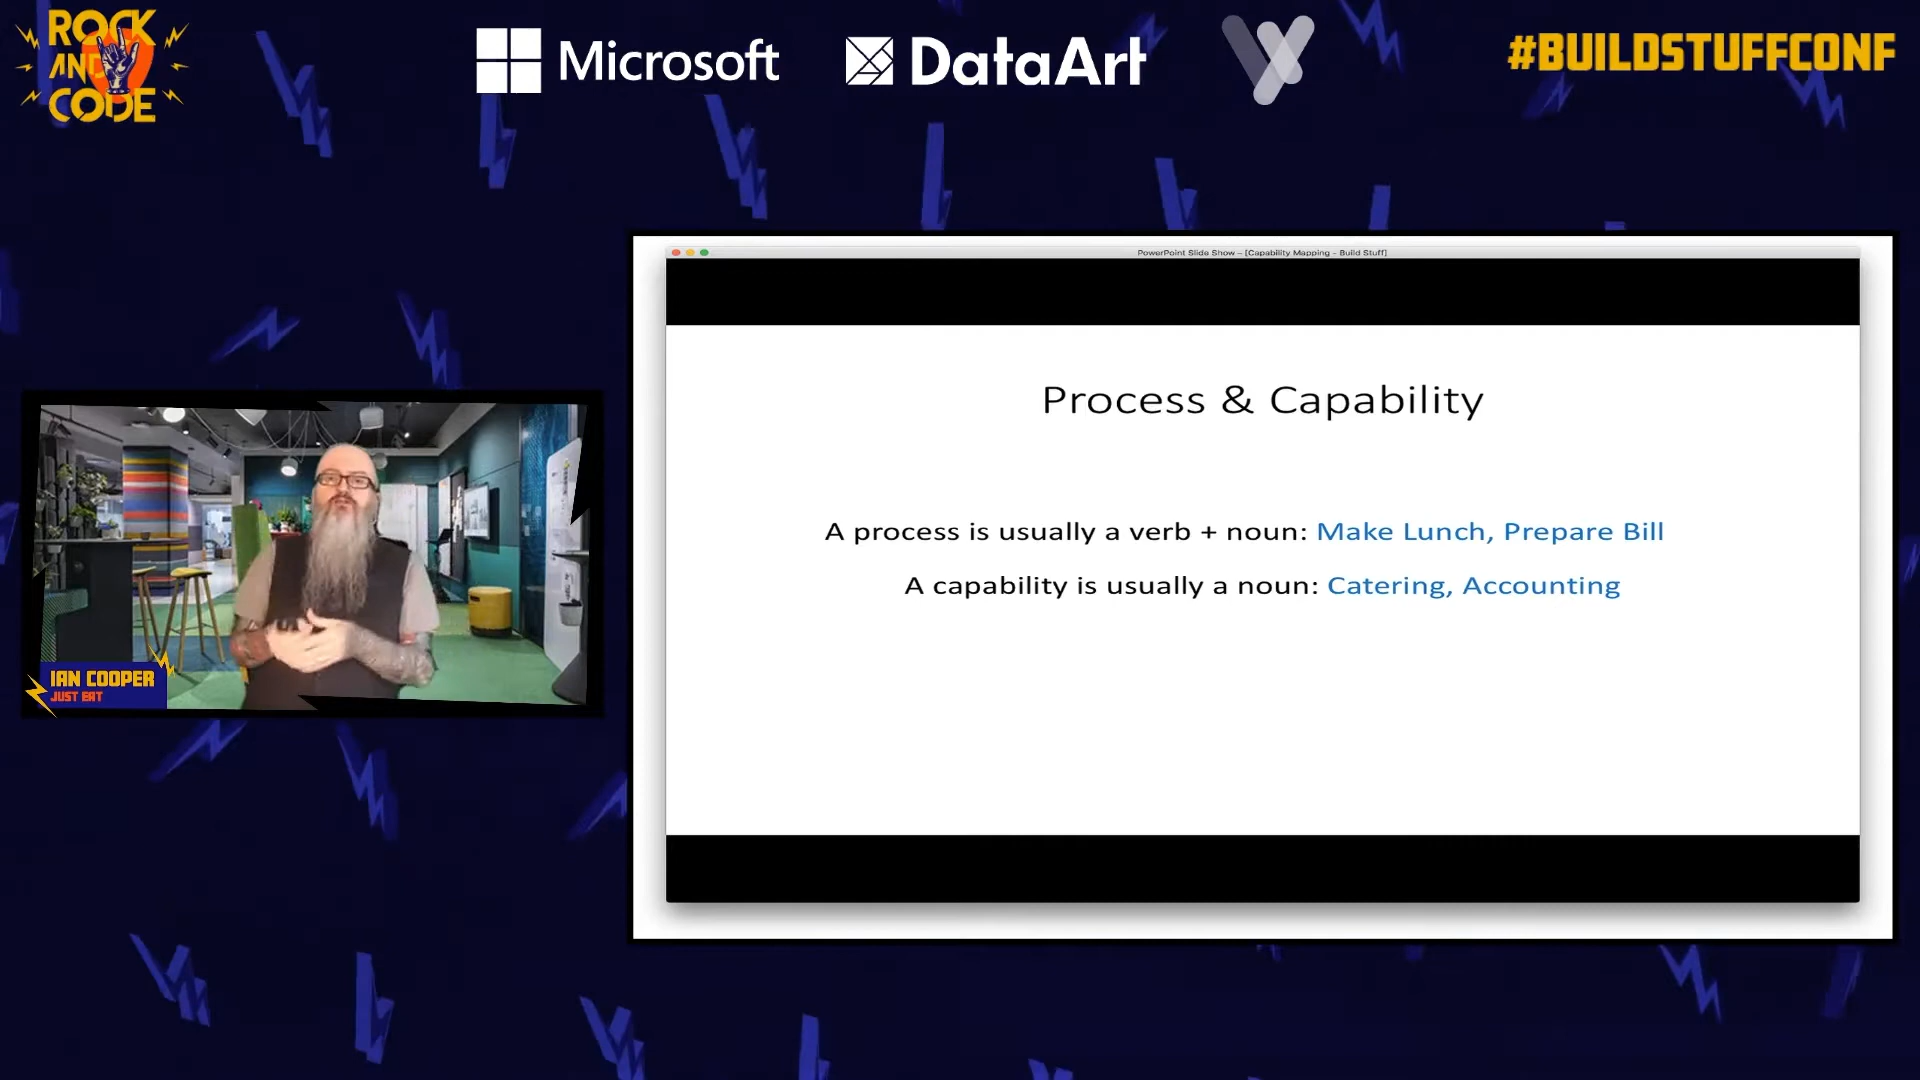 ROCK
AND
CODE
Microsoft
DataArt
#BUILDSTUFFCONF
PowerPoint Slide Show – [Capability Mapping - Build Stuff]
Process & Capability
A process is usually a verb + noun: Make Lunch, Prepare Bill
A capability is usually a noun: Catering, Accounting
IAN COOPER
JUST EAT